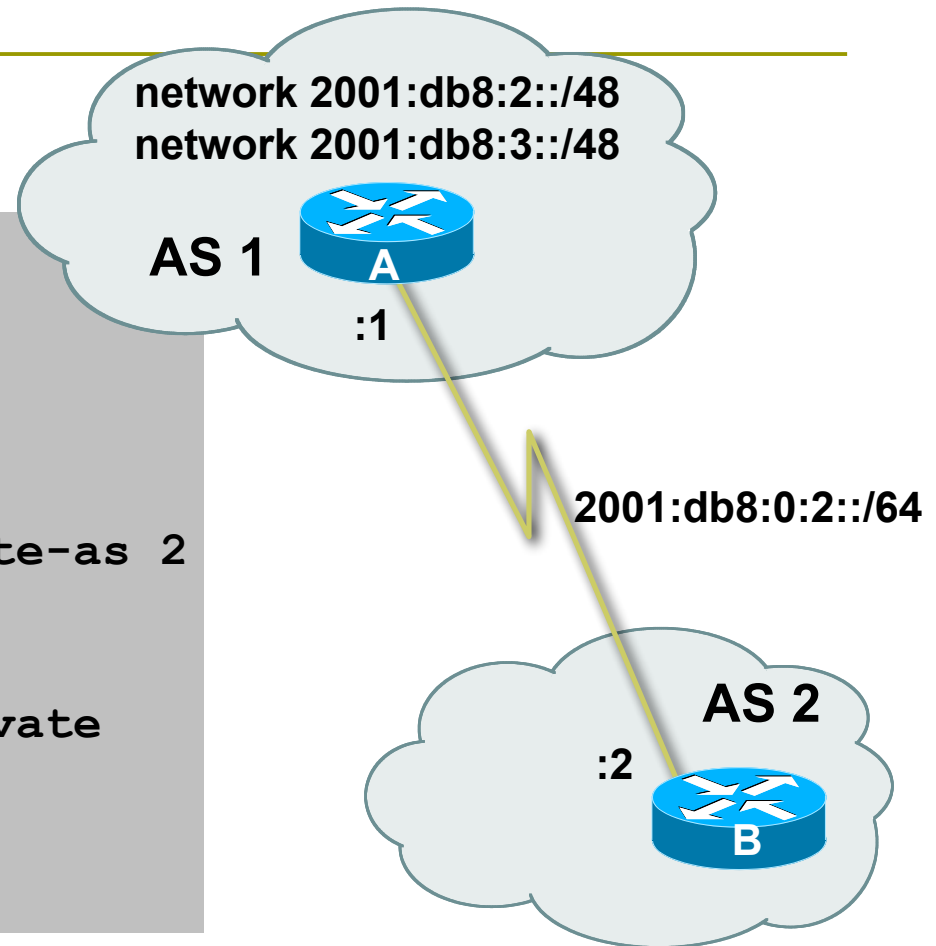 network 2001:db8:2::/48
network 2001:db8:3::/48
AS 1
A
:1
2001:db8:0:2::/64
te-as 2
vate
AS 2
:2
B